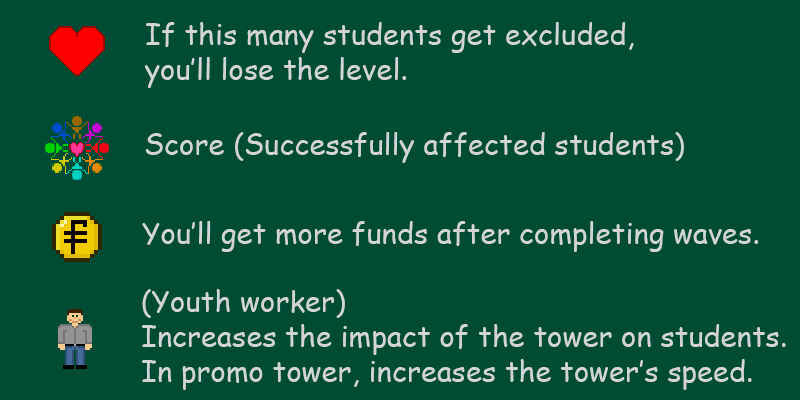 If this many students get excluded,
you'll lose the level.
Score (Successfully affected students)
You'll get more funds after completing waves.
(Youth worker)
Increases the impact of the tower on students.
In promo tower, increases the tower's speed.